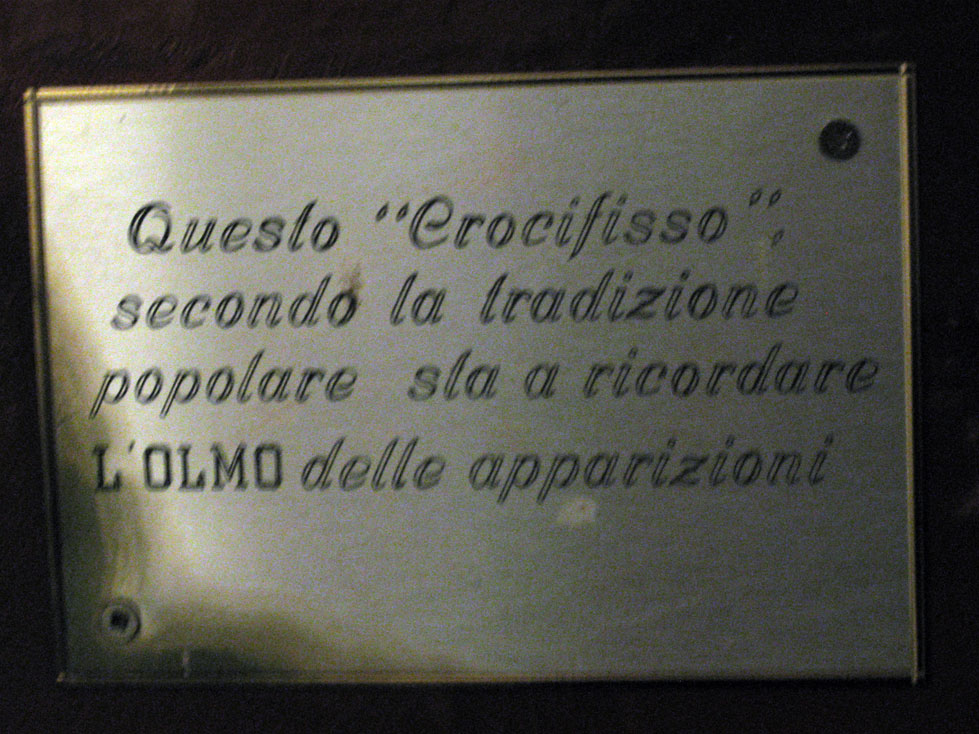 Questo "Crocifisso",
secondo la tradizione
popolare sta a ricordare
L'OLMO delle apparizioni